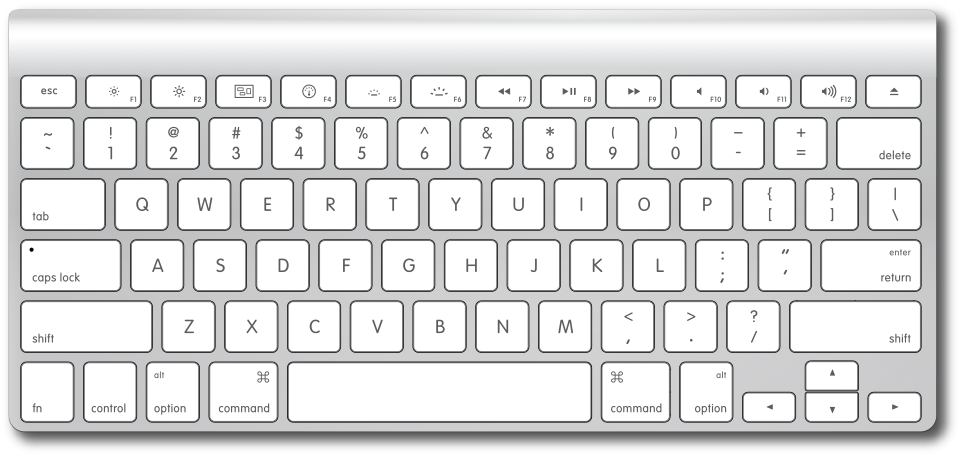 esc F1 F2 F3 F4 F5 F6 F7 F8 F9 F10 F11 F12
~ ! @ # $ % ^ & * ( ) – +
` 1 2 3 4 5 6 7 8 9 0 - = delete
tab Q W E R T Y U I O P { [ } ] | \
caps lock A S D F G H J K L : ; " ' enter return
shift Z X C V B N M < , > . ? / shift
fn control alt option ⌘ command ⌘ command alt option